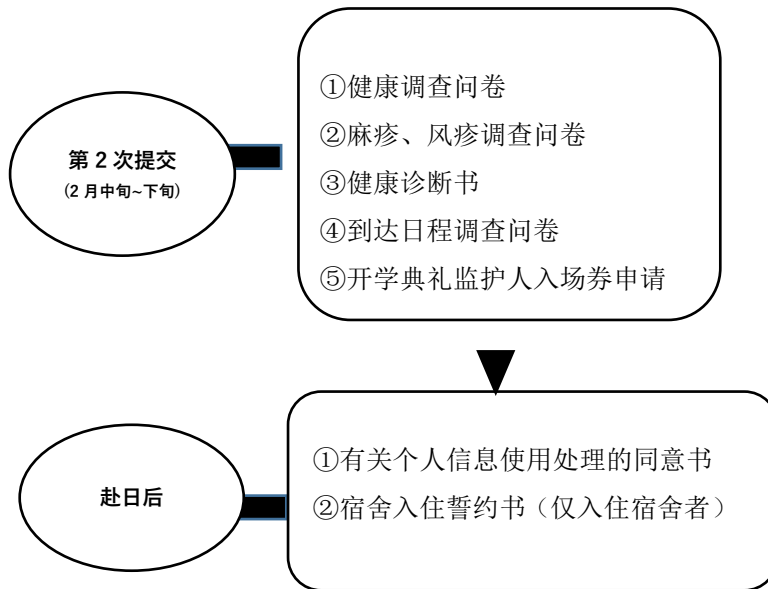 第 2 次提交
(2 月中旬~下旬)
①健康调查问卷
②麻疹、风疹调查问卷
③健康诊断书
④到达日程调查问卷
⑤开学典礼监护人入场券申请
赴日后
①有关个人信息使用处理的同意书
②宿舍入住誓约书（仅入住宿舍者）